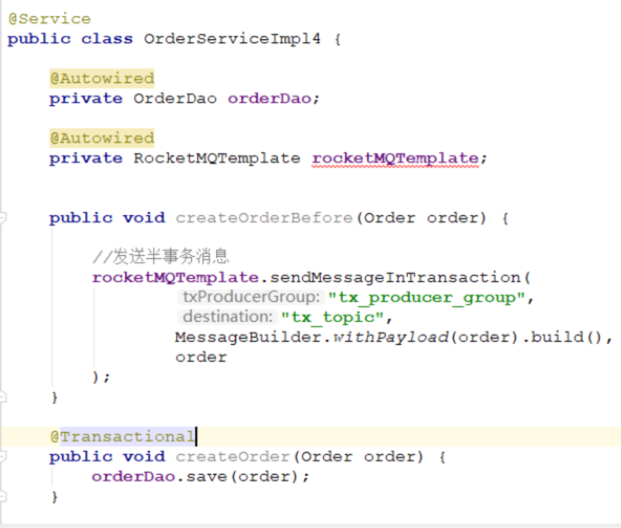 @Service
public class OrderServiceImpl4 {
@Autowired
private OrderDao orderDao;
@Autowired
private RocketMQTemplate rocketMQTemplate;
public void createOrderBefore(Order order) {
//发送半事务消息
rocketMQTemplate.sendMessageInTransaction(
txProducerGroup: "tx_producer_group",
destination: "tx_topic",
MessageBuilder.withPayload(order).build(),
order
);
}
@Transactional
public void createOrder(Order order) {
orderDao.save(order);
}